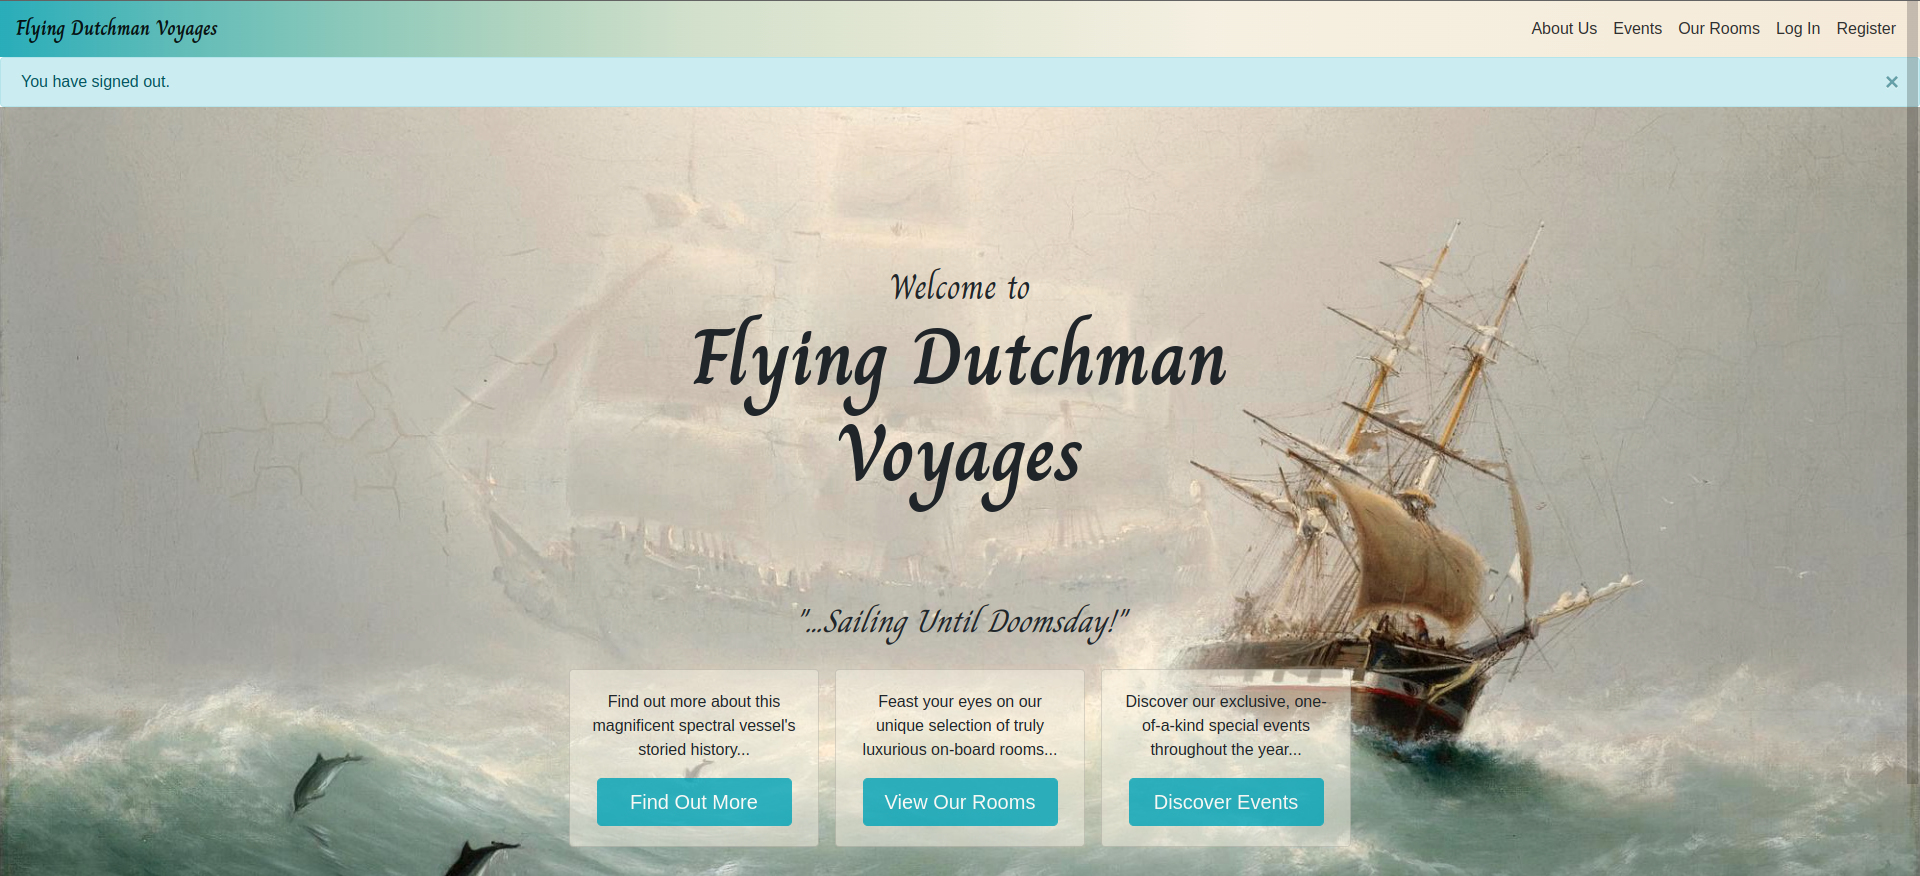 Flying Dutchman Voyages
About Us Events Our Rooms Log In Register
You have signed out.
×
Welcome to
Flying Dutchman
Voyages
"...Sailing Until Doomsday!"
Find out more about this
magnificent spectral vessel's
storied history...
Find Out More
Feast your eyes on our
unique selection of truly
luxurious on-board rooms...
View Our Rooms
Discover our exclusive, one-
of-a-kind special events
throughout the year...
Discover Events